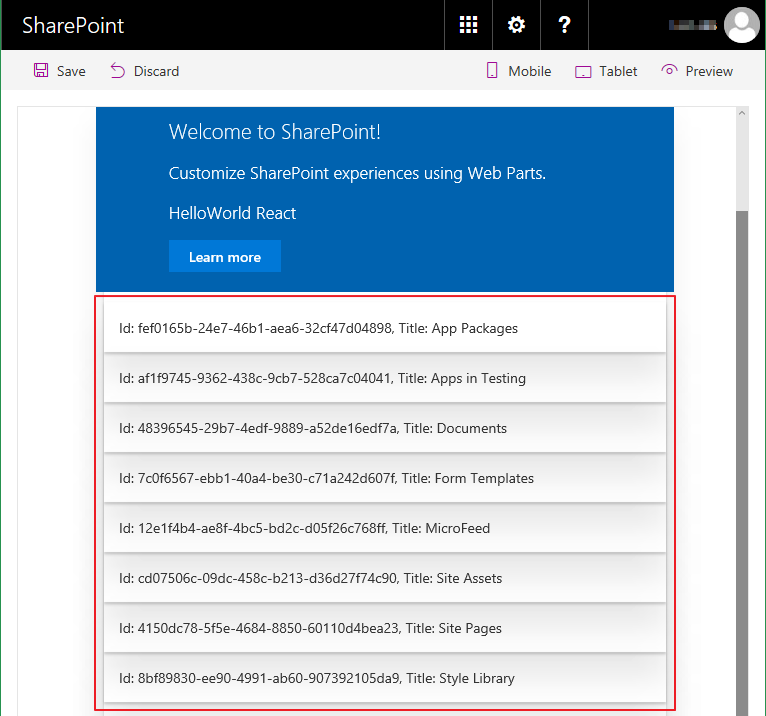 SharePoint
?
Save Discard Mobile Tablet Preview
Welcome to SharePoint!
Customize SharePoint experiences using Web Parts.
HelloWorld React
Learn more
Id: fef0165b-24e7-46b1-aea6-32cf47d04898, Title: App Packages
Id: af1f9745-9362-438c-9cb7-528ca7c04041, Title: Apps in Testing
Id: 48396545-29b7-4edf-9889-a52de16edf7a, Title: Documents
Id: 7c0f6567-ebb1-40a4-be30-c71a242d607f, Title: Form Templates
Id: 12e1f4b4-ae8f-4bc5-bd2c-d05f26c768ff, Title: MicroFeed
Id: cd07506c-09dc-458c-b213-d36d27f74c90, Title: Site Assets
Id: 4150dc78-5f5e-4684-8850-60110d4bea23, Title: Site Pages
Id: 8bf89830-ee90-4991-ab60-907392105da9, Title: Style Library